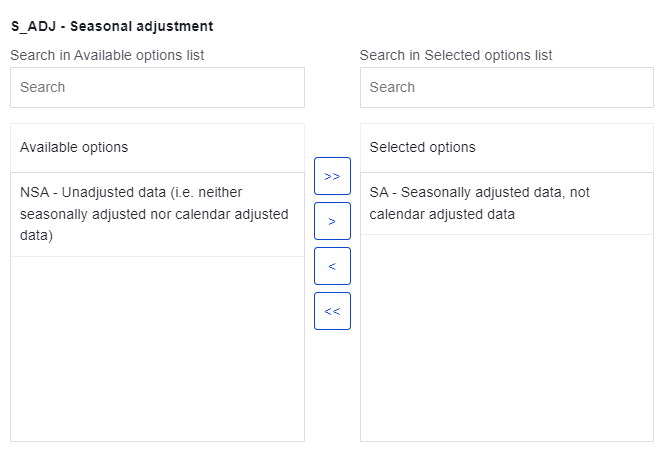 S_ADJ - Seasonal adjustment
Search in Available options list
Search
Available options
NSA - Unadjusted data (i.e. neither
seasonally adjusted nor calendar adjusted
data)
>>
>
<
<<
Search in Selected options list
Search
Selected options
SA - Seasonally adjusted data, not
calendar adjusted data